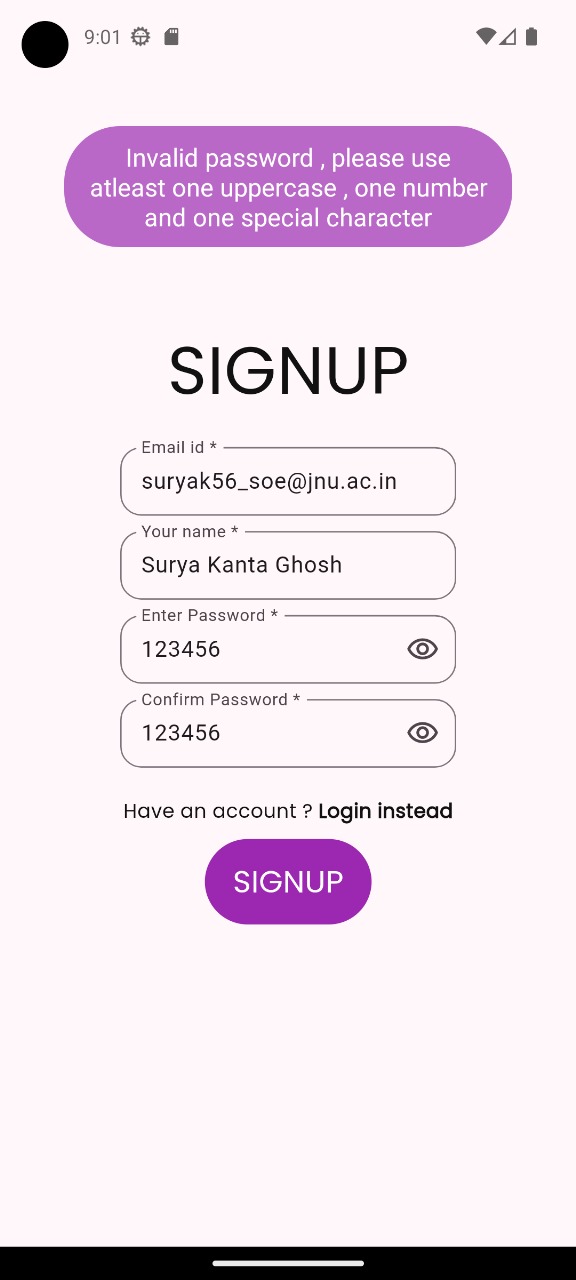 9:01
Invalid password , please use
atleast one uppercase , one number
and one special character
SIGNUP
Email id *
suryak56_soe@jnu.ac.in
Your name *
Surya Kanta Ghosh
Enter Password *
123456
Confirm Password *
123456
Have an account ? Login instead
SIGNUP